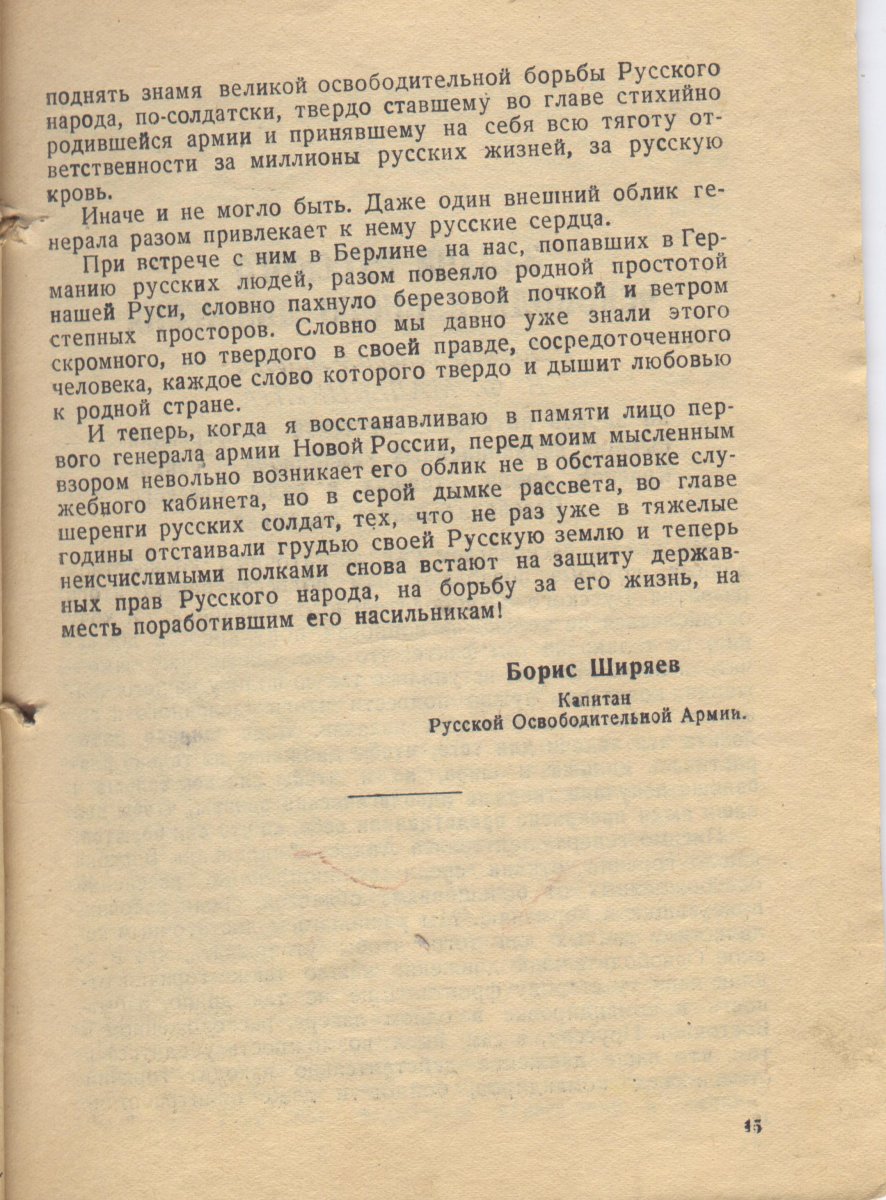 поднять знамя великой освободительной борьбы Русского
народа, по-солдатски, твердо ставшему во главе стихийно
родившейся армии и принявшему на себя всю тяготу от-
ветственности за миллионы русских жизней, за русскую
кровь.
Иначе и не могло быть. Даже один внешний облик ге-
нерала разом привлекает к нему русские сердца.
При встрече с ним в Берлине на нас, попавших в Гер-
манию русских людей, разом повеяло родной простотой
нашей Руси, словно пахнуло березовой почкой и ветром
степных просторов. Словно мы давно уже знали этого
скромного, но твердого в своей правде, сосредоточенного
человека, каждое слово которого твердо и дышит любовью
к родной стране.
И теперь, когда я восстанавливаю в памяти лицо пер-
вого генерала армии Новой России, перед моим мысленным
взором невольно возникает его облик не в обстановке слу-
жебного кабинета, но в серой дымке рассвета, во главе
шеренги русских солдат, тех, что не раз уже в тяжелые
годины отстаивали грудью своей Русскую землю и теперь
неисчислимыми полками снова встают на защиту держав-
ных прав Русского народа, на борьбу за его жизнь, на
месть поработившим его насильникам!
Борис Ширяев
Капитан
Русской Освободительной Армии.